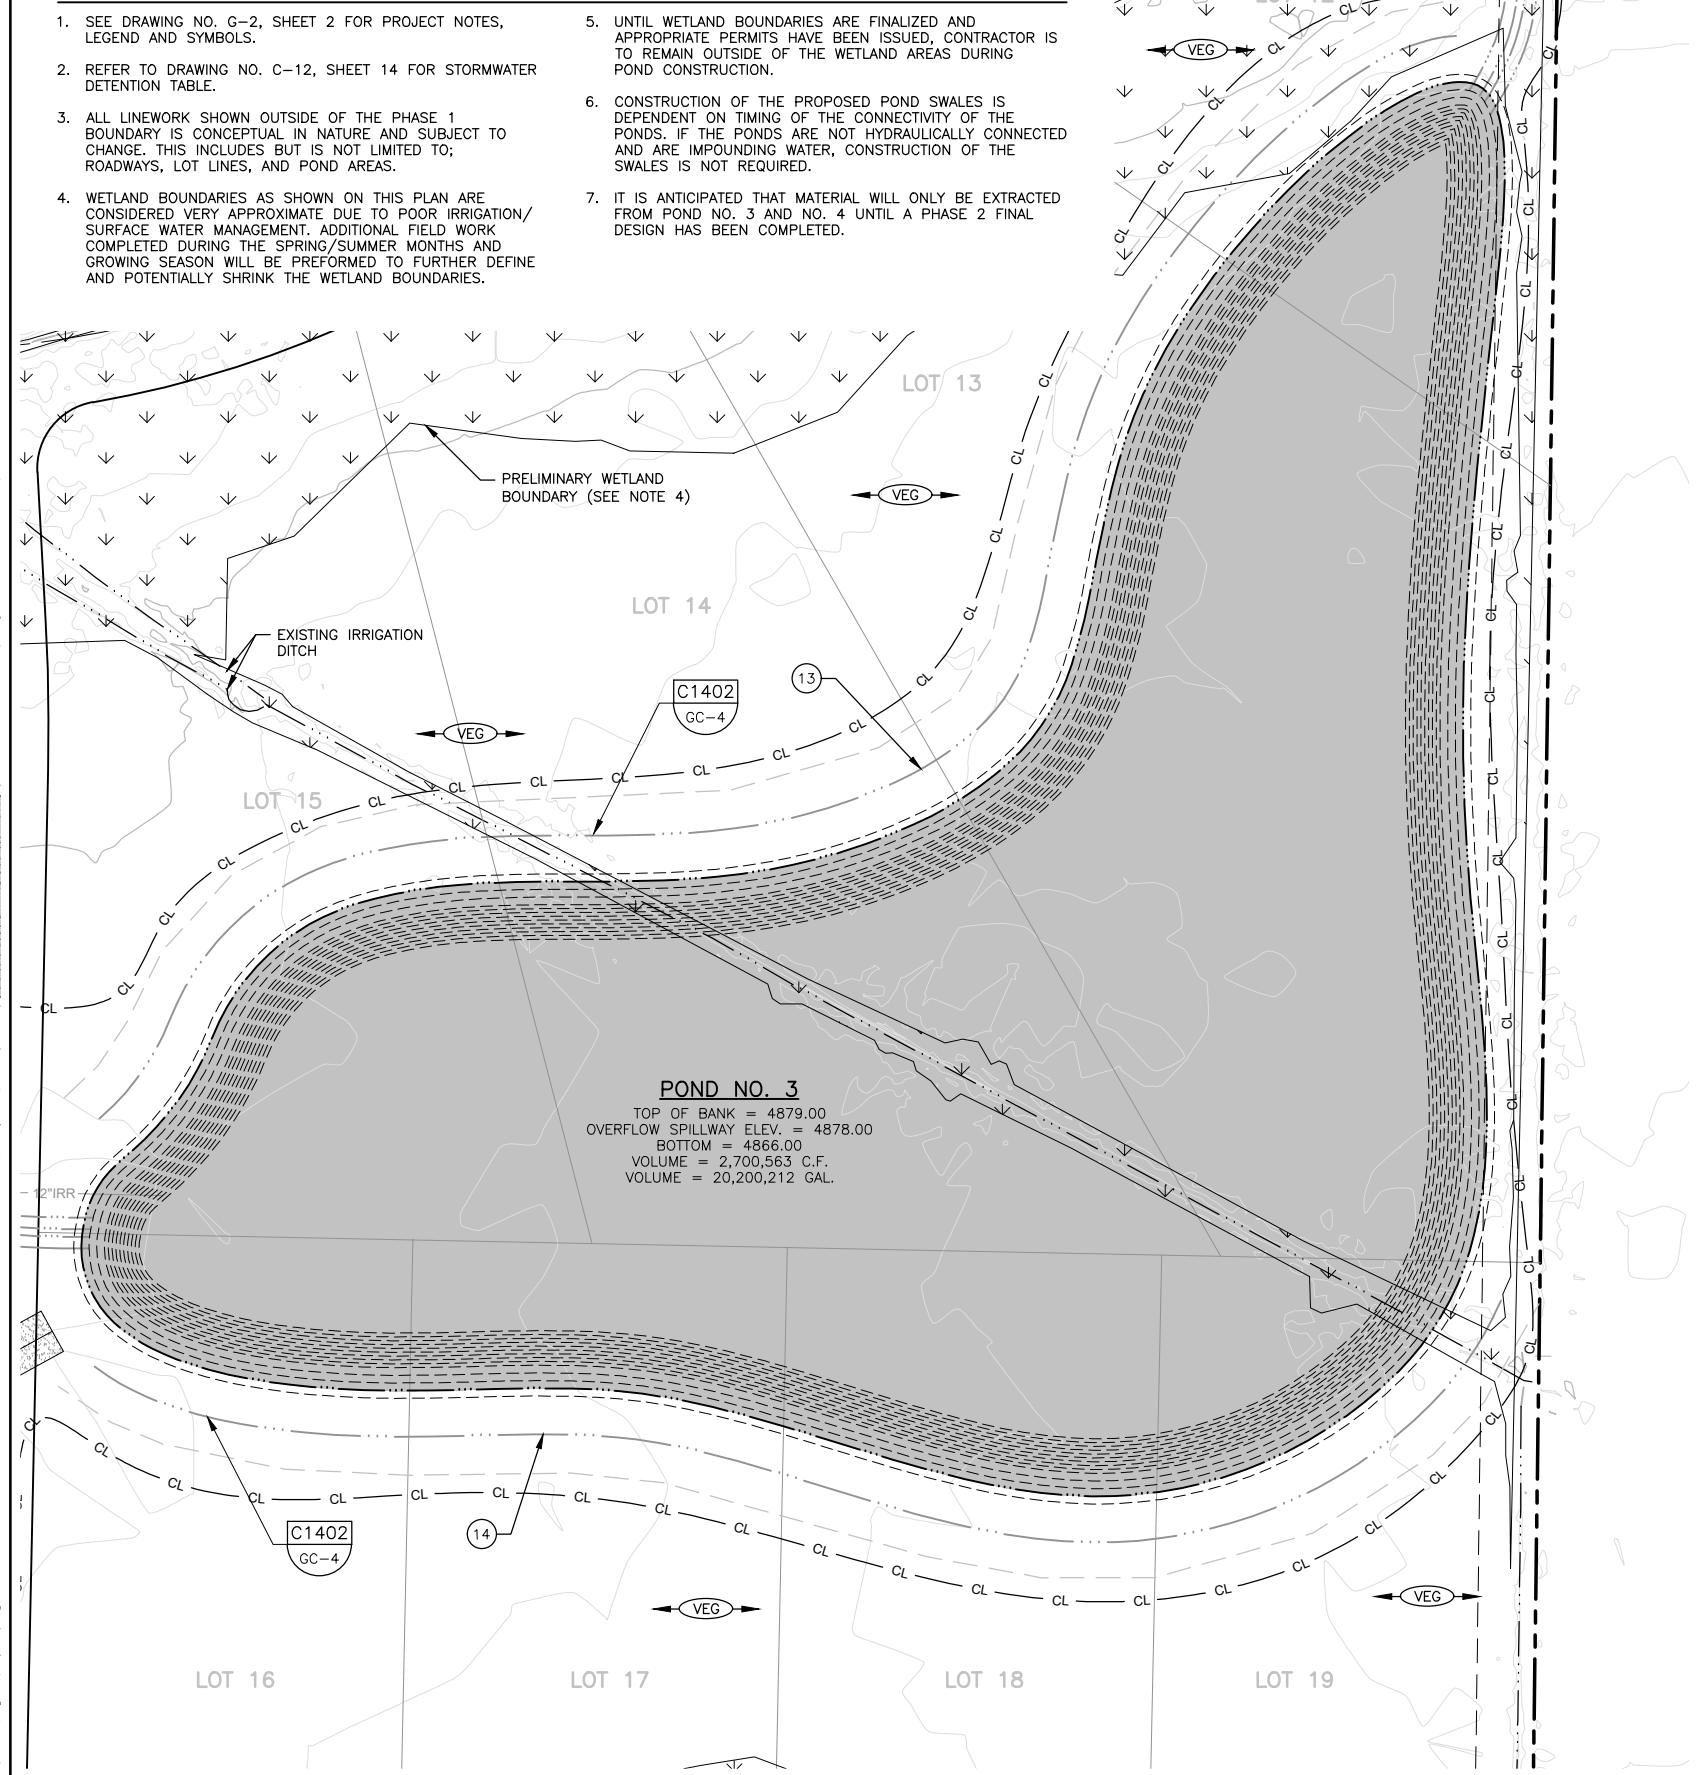 1. SEE DRAWING NO. G-2, SHEET 2 FOR PROJECT NOTES,
LEGEND AND SYMBOLS.
2. REFER TO DRAWING NO. C-12, SHEET 14 FOR STORMWATER
DETENTION TABLE.
3. ALL LINEWORK SHOWN OUTSIDE OF THE PHASE 1
BOUNDARY IS CONCEPTUAL IN NATURE AND SUBJECT TO
CHANGE. THIS INCLUDES BUT IS NOT LIMITED TO;
ROADWAYS, LOT LINES, AND POND AREAS.
4. WETLAND BOUNDARIES AS SHOWN ON THIS PLAN ARE
CONSIDERED VERY APPROXIMATE DUE TO POOR IRRIGATION/
SURFACE WATER MANAGEMENT. ADDITIONAL FIELD WORK
COMPLETED DURING THE SPRING/SUMMER MONTHS AND
GROWING SEASON WILL BE PREFORMED TO FURTHER DEFINE
AND POTENTIALLY SHRINK THE WETLAND BOUNDARIES.
5. UNTIL WETLAND BOUNDARIES ARE FINALIZED AND
APPROPRIATE PERMITS HAVE BEEN ISSUED, CONTRACTOR IS
TO REMAIN OUTSIDE OF THE WETLAND AREAS DURING
POND CONSTRUCTION.
6. CONSTRUCTION OF THE PROPOSED POND SWALES IS
DEPENDENT ON TIMING OF THE CONNECTIVITY OF THE
PONDS. IF THE PONDS ARE NOT HYDRAULICALLY CONNECTED
AND ARE IMPOUNDING WATER, CONSTRUCTION OF THE
SWALES IS NOT REQUIRED.
7. IT IS ANTICIPATED THAT MATERIAL WILL ONLY BE EXTRACTED
FROM POND NO. 3 AND NO. 4 UNTIL A PHASE 2 FINAL
DESIGN HAS BEEN COMPLETED.
VEG
LOT 13
PRELIMINARY WETLAND
BOUNDARY (SEE NOTE 4)
VEG
LOT 14
EXISTING IRRIGATION
DITCH
13
C1402
GC-4
VEG
LOT 15
CL
POND NO. 3
TOP OF BANK = 4879.00
OVERFLOW SPILLWAY ELEV. = 4878.00
BOTTOM = 4866.00
VOLUME = 2,700,563 C.F.
VOLUME = 20,200,212 GAL.
12"IRR
C1402
GC-4
14
VEG
VEG
LOT 16
LOT 17
LOT 18
LOT 19